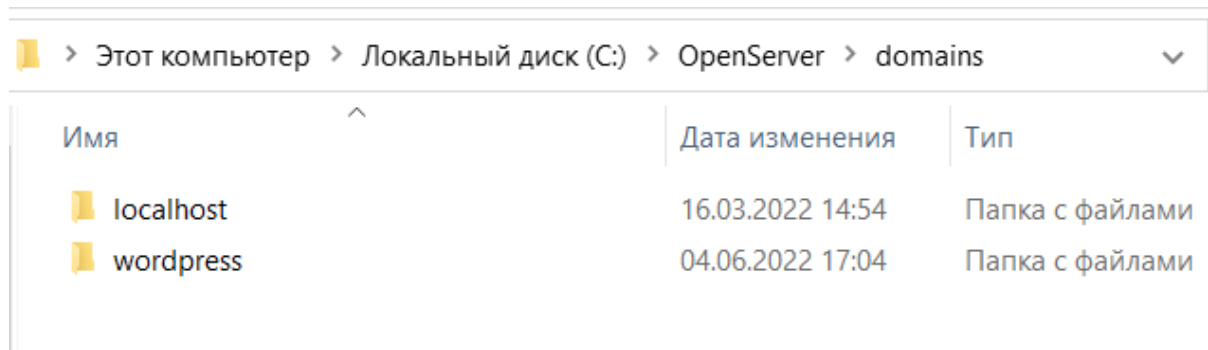 Этот компьютер > Локальный диск (C:) > OpenServer > domains
Имя Дата изменения Тип
localhost 16.03.2022 14:54 Папка с файлами
wordpress 04.06.2022 17:04 Папка с файлами